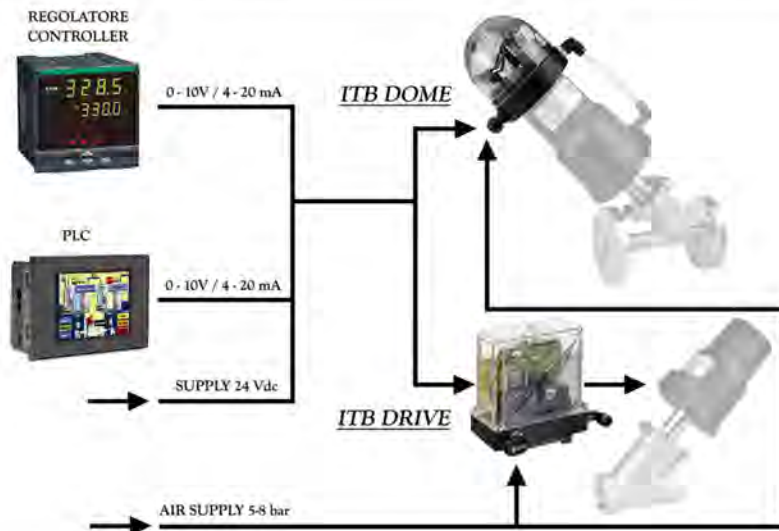 REGOLATORE
CONTROLLER
328.5
330.0
0 - 10V / 4 - 20 mA
ITB DOME
PLC
0 - 10V / 4 - 20 mA
SUPPLY 24 Vdc
ITB DRIVE
AIR SUPPLY 5-8 bar